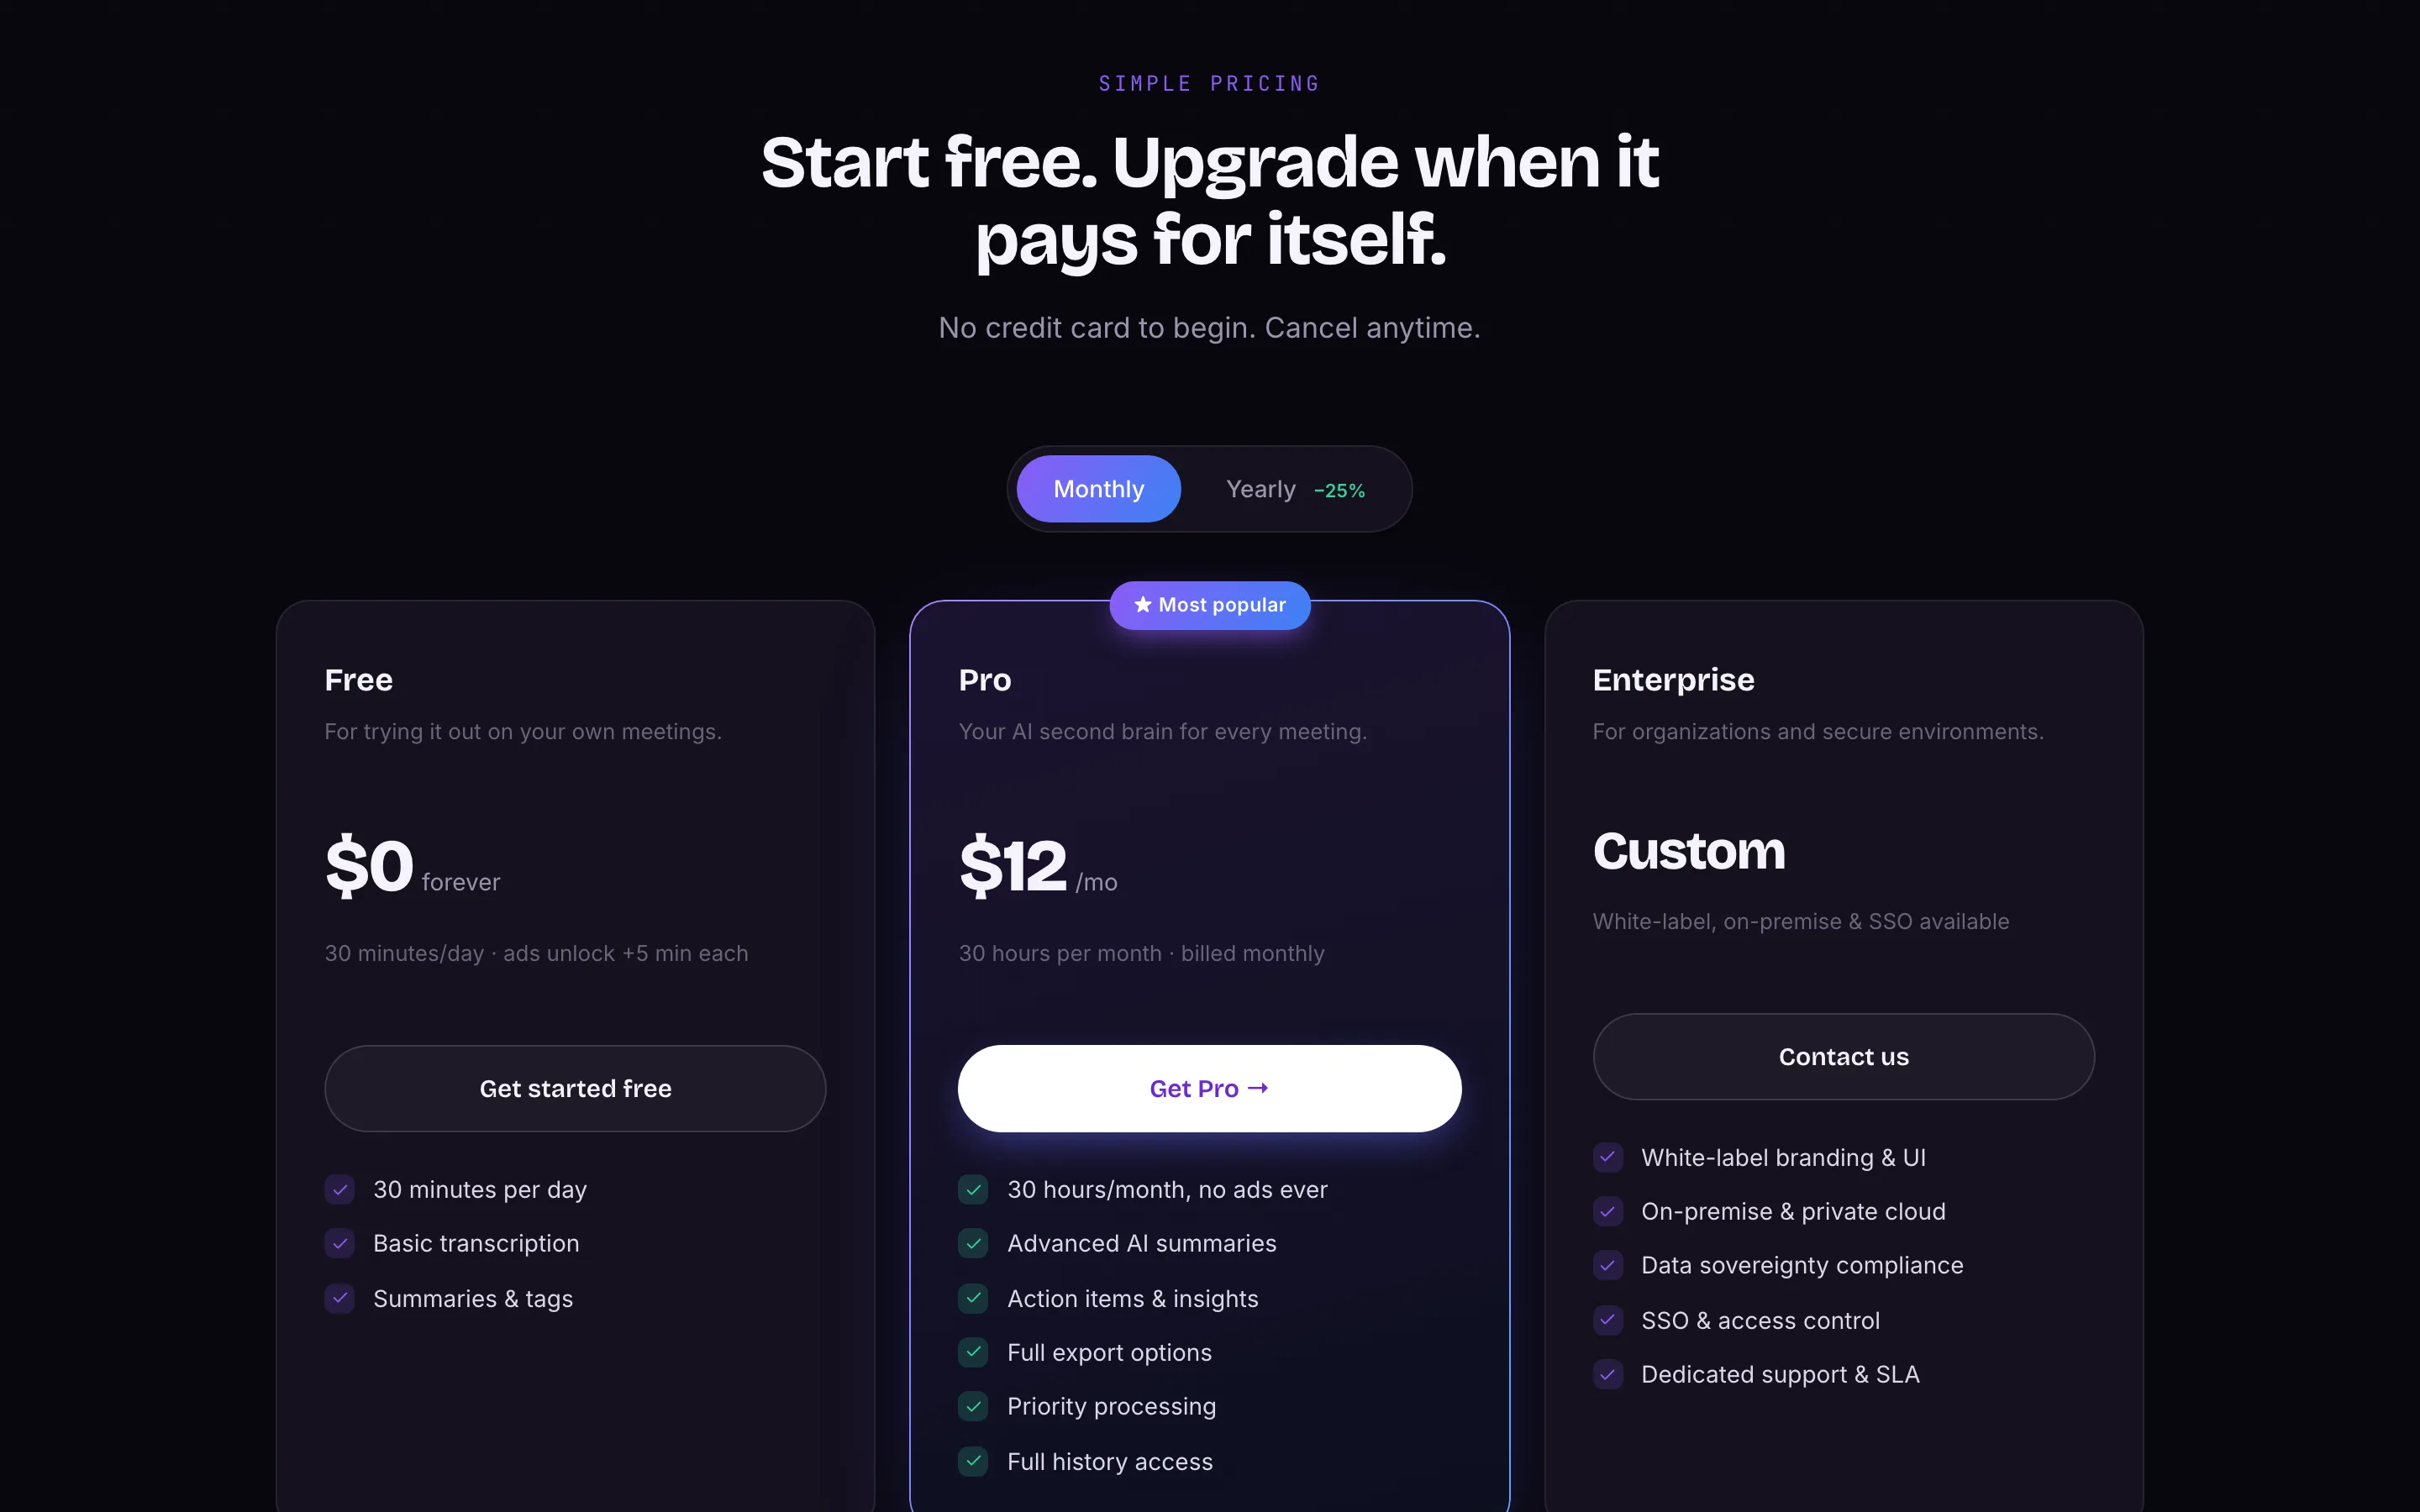 SIMPLE PRICING
Start free. Upgrade when it
pays for itself.
No credit card to begin. Cancel anytime.
Monthly
Yearly −25%
★ Most popular
Free
For trying it out on your own meetings.
$0 forever
30 minutes/day · ads unlock +5 min each
Get started free
30 minutes per day
Basic transcription
Summaries & tags
Pro
Your AI second brain for every meeting.
$12 /mo
30 hours per month · billed monthly
Get Pro →
30 hours/month, no ads ever
Advanced AI summaries
Action items & insights
Full export options
Priority processing
Full history access
Enterprise
For organizations and secure environments.
Custom
White-label, on-premise & SSO available
Contact us
White-label branding & UI
On-premise & private cloud
Data sovereignty compliance
SSO & access control
Dedicated support & SLA